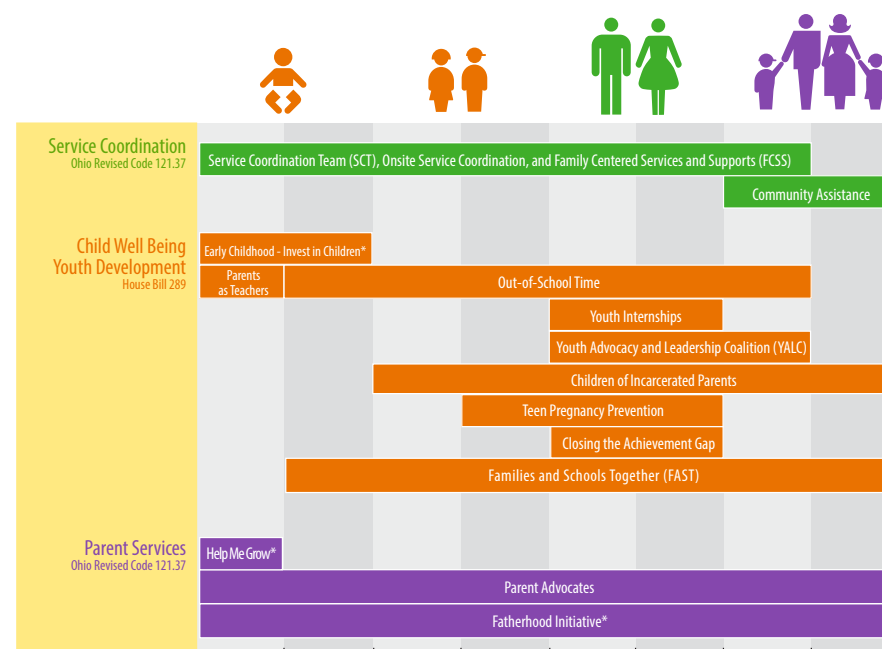 Service Coordination
Ohio Revised Code 121.37
Service Coordination Team (SCT), Onsite Service Coordination, and Family Centered Services and Supports (FCSS)
Community Assistance
Child Well Being
Youth Development
House Bill 289
Early Childhood - Invest in Children*
Parents
as Teachers
Out-of-School Time
Youth Internships
Youth Advocacy and Leadership Coalition (YALC)
Children of Incarcerated Parents
Teen Pregnancy Prevention
Closing the Achievement Gap
Families and Schools Together (FAST)
Parent Services
Ohio Revised Code 121.37
Help Me Grow*
Parent Advocates
Fatherhood Initiative*